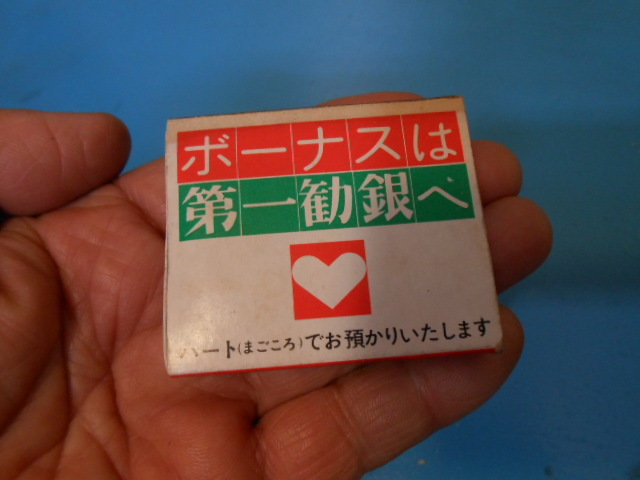 ボーナスは
第一勧銀へ
ハート(まごころ)でお預かりいたします